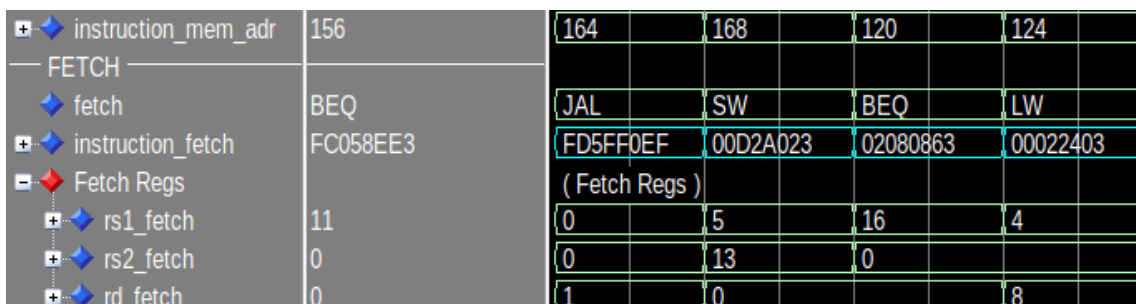 instruction_mem_adr 156 164 168 120 124
FETCH
fetch BEQ JAL SW BEQ LW
instruction_fetch FC058EE3 FD5FF0EF 00D2A023 02080863 00022403
Fetch Regs ( Fetch Regs )
rs1_fetch 11 0 5 16 4
rs2_fetch 0 0 13 0
rd_fetch 0 1 0 8